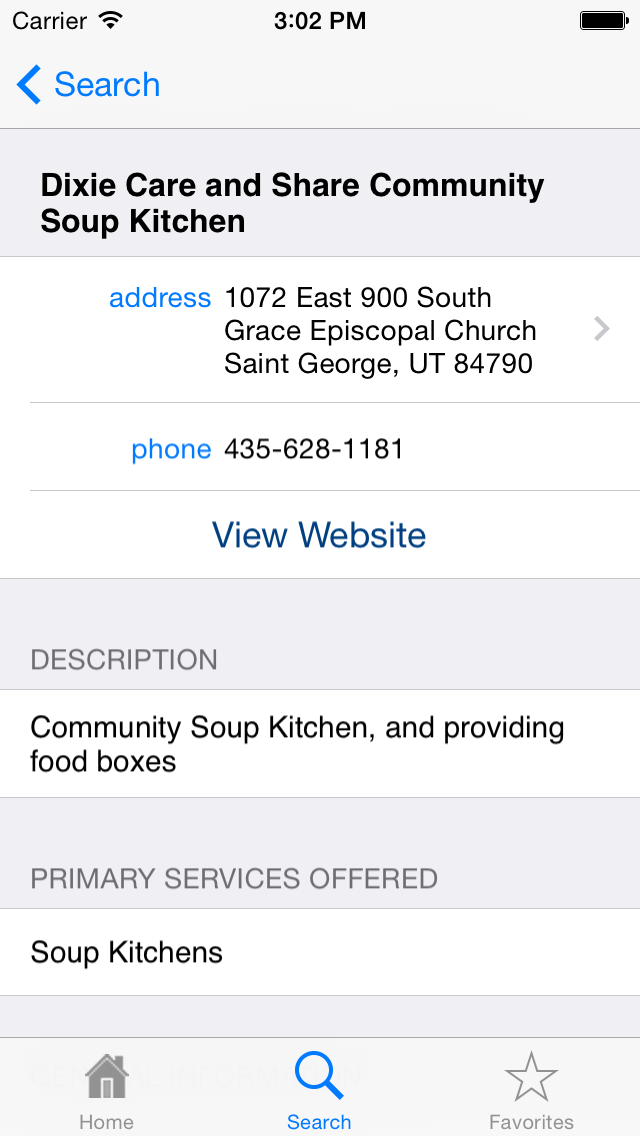 Carrier 3:02 PM
Search
Dixie Care and Share Community
Soup Kitchen
address 1072 East 900 South
Grace Episcopal Church
Saint George, UT 84790
phone 435-628-1181
View Website
DESCRIPTION
Community Soup Kitchen, and providing
food boxes
PRIMARY SERVICES OFFERED
Soup Kitchens
GENERAL INFORMATION
Home Search Favorites